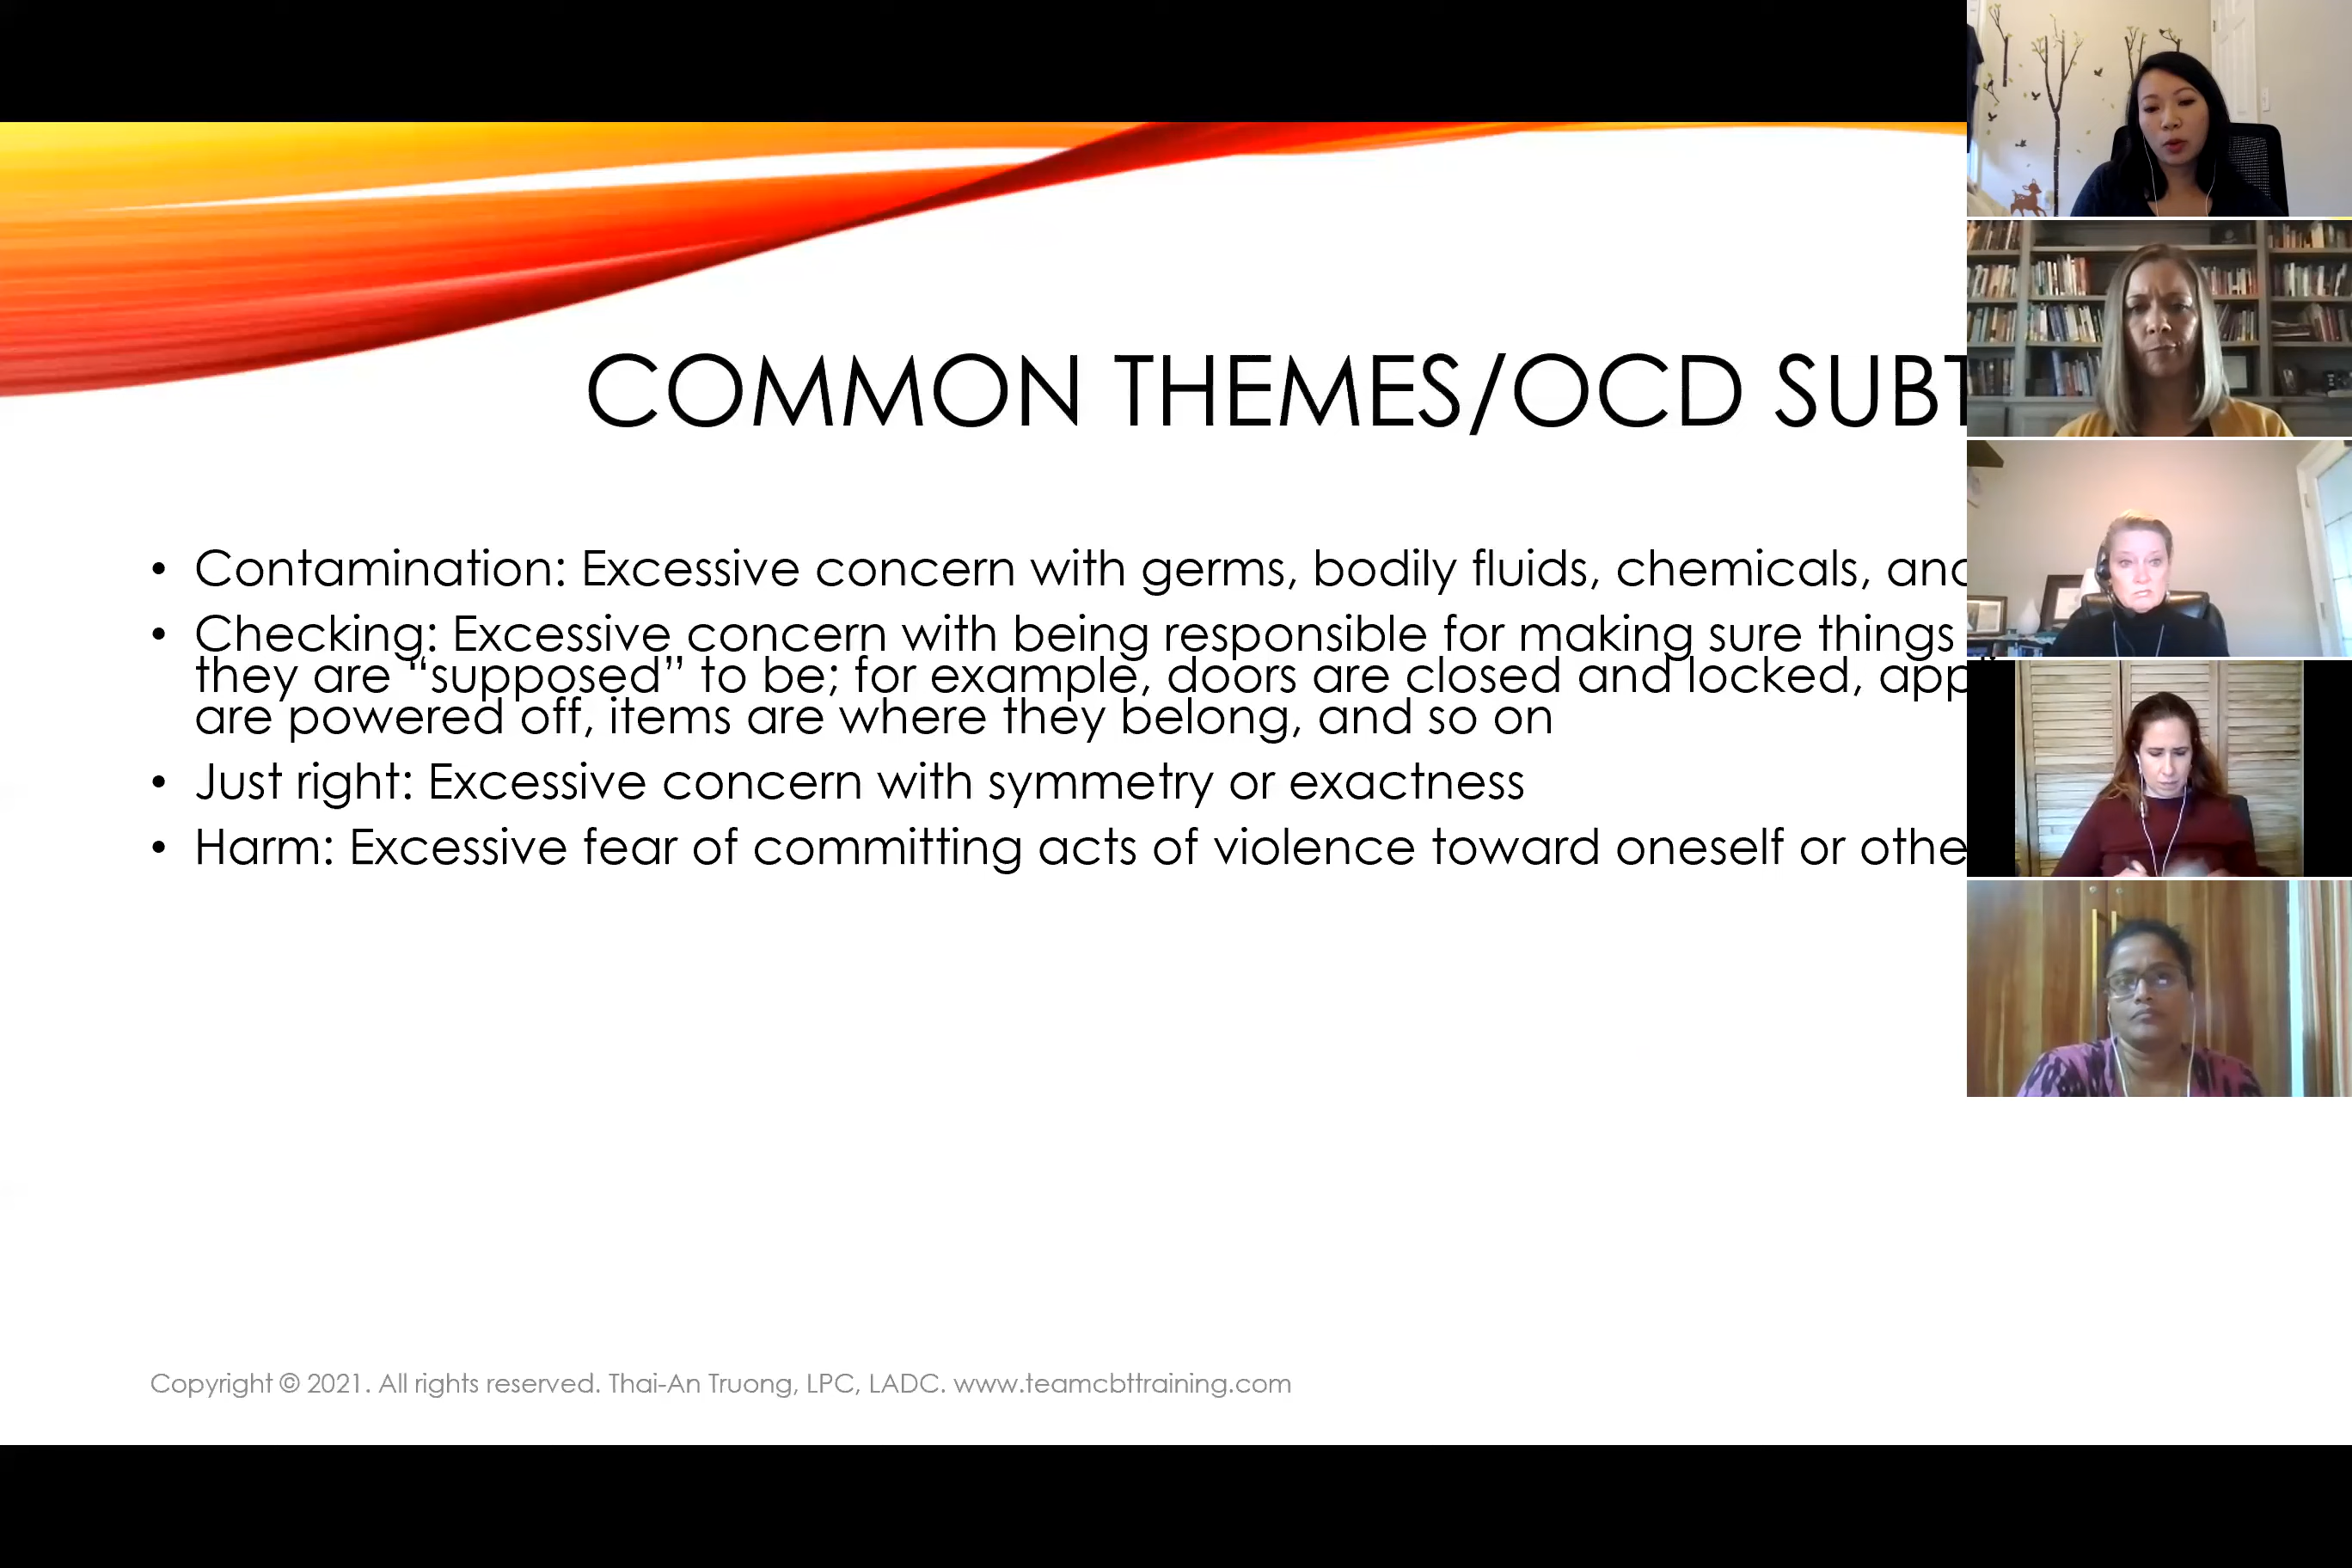 COMMON THEMES/OCD SUBT
• Contamination: Excessive concern with germs, bodily fluids, chemicals, and
• Checking: Excessive concern with being responsible for making sure things
they are “supposed” to be; for example, doors are closed and locked, app
are powered off, items are where they belong, and so on
• Just right: Excessive concern with symmetry or exactness
• Harm: Excessive fear of committing acts of violence toward oneself or othe
Copyright © 2021. All rights reserved. Thai-An Truong, LPC, LADC. www.teamcbttraining.com